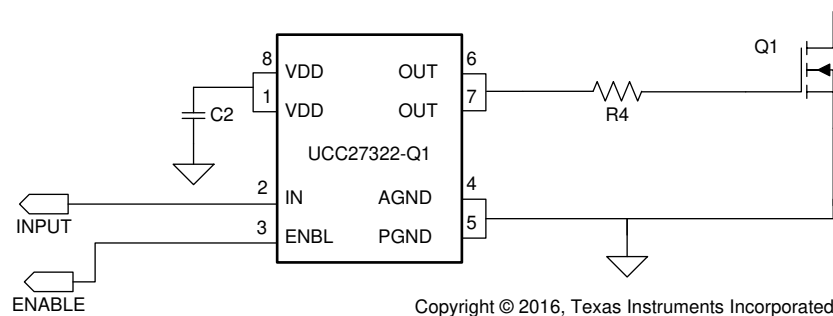 8
VDD
OUT
6
Q1
1
VDD
OUT
7
C2
R4
UCC27322-Q1
2
IN
AGND
4
INPUT
3
ENBL
PGND
5
ENABLE
Copyright © 2016, Texas Instruments Incorporated